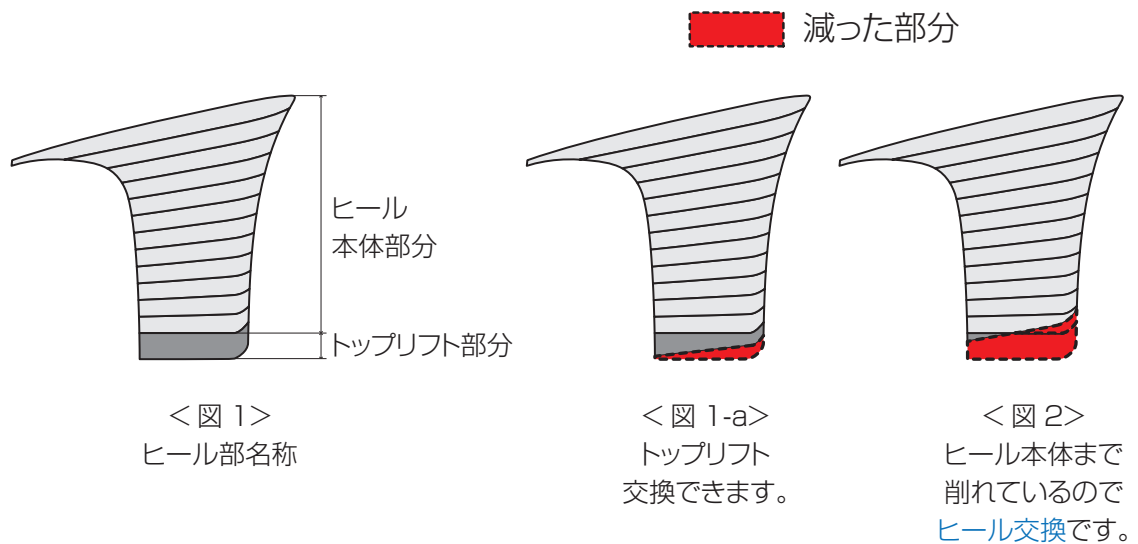 減った部分
ヒール
本体部分
トップリフト部分
＜図 1＞
ヒール部名称
＜図 1-a＞
トップリフト
交換できます。
＜図 2＞
ヒール本体まで
削れているので
ヒール交換です。